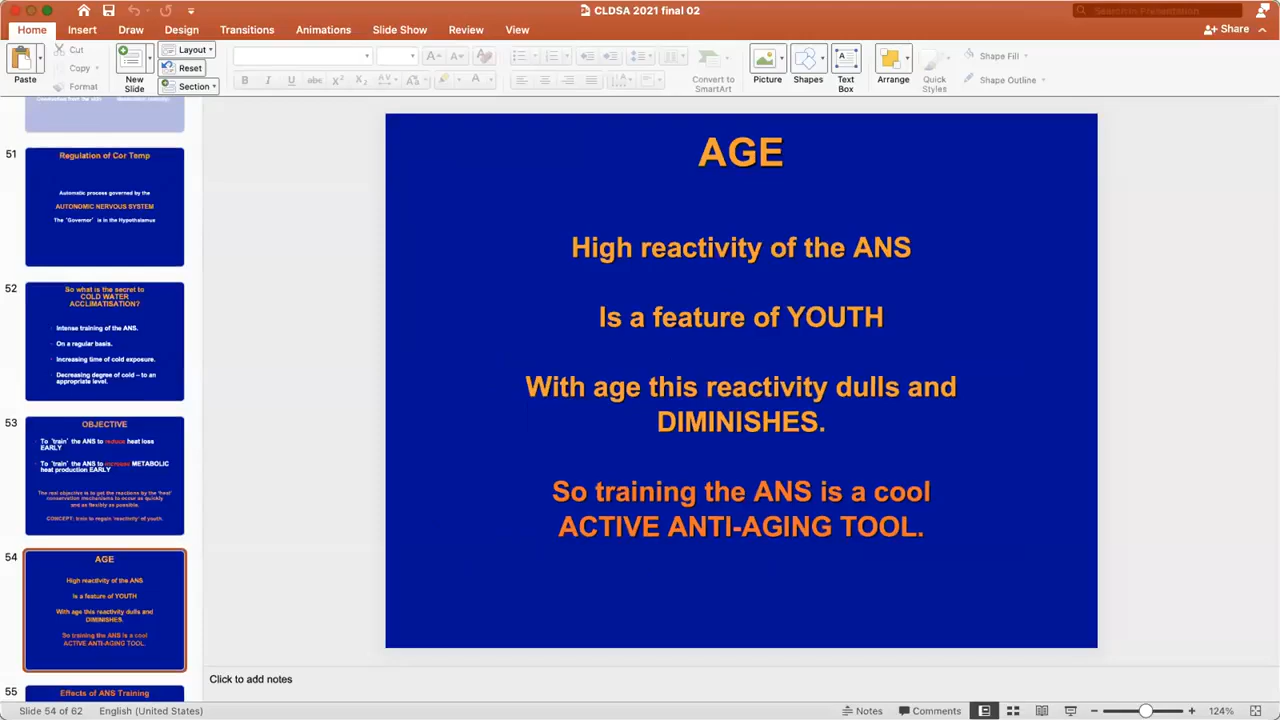 CLDSA 2021 final 02
Search in Presentation
Home Insert Draw Design Transitions Animations Slide Show Review View
Share
Paste
Cut
Copy
Format
New Slide
Layout
Reset
Section
Convert to SmartArt
Picture
Shapes
Text Box
Arrange
Quick Styles
Shape Fill
Shape Outline
51
Regulation of Cor Temp
Automatic process governed by the
AUTONOMIC NERVOUS SYSTEM
The 'Governor' is in the Hypothalamus
52
So what is the secret to
COLD WATER
ACCLIMATISATION?
Intense training of the ANS.
On a regular basis.
Increasing time of cold exposure.
Decreasing degree of cold – to an
appropriate level.
53
OBJECTIVE
To 'train' the ANS to reduce heat loss
EARLY
To 'train' the ANS to increase METABOLIC
heat production EARLY
The real objective is to get the reactions by the 'heat'
conservation mechanisms to occur as quickly
and as flexibly as possible.
CONCEPT: train to regain 'reactivity' of youth.
54
AGE
High reactivity of the ANS
Is a feature of YOUTH
With age this reactivity dulls and
DIMINISHES.
So training the ANS is a cool
ACTIVE ANTI-AGING TOOL.
55
Effects of ANS Training
AGE
High reactivity of the ANS
Is a feature of YOUTH
With age this reactivity dulls and
DIMINISHES.
So training the ANS is a cool
ACTIVE ANTI-AGING TOOL.
Click to add notes
Slide 54 of 62 English (United States)
Notes Comments 124%